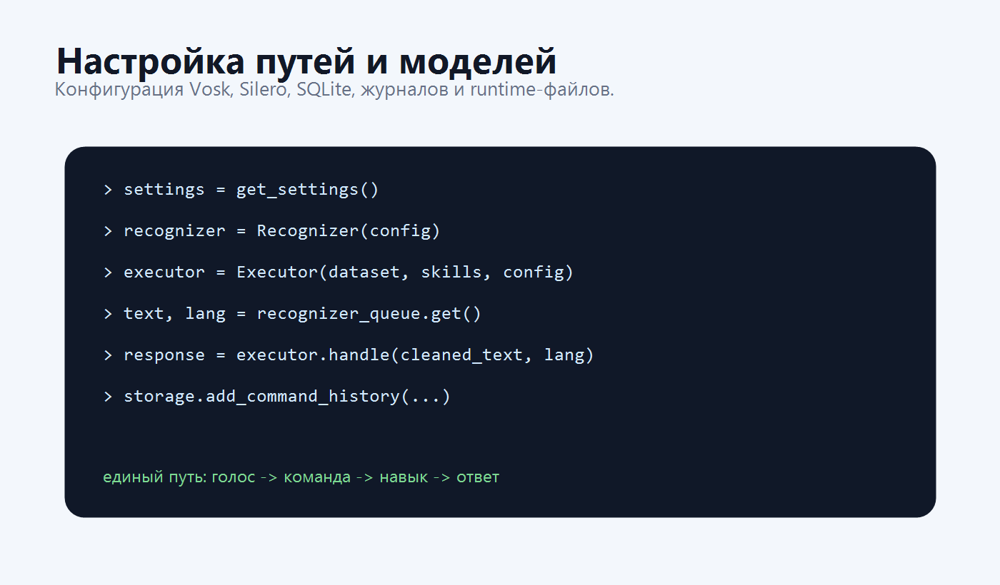 Настройка путей и моделей
Конфигурация Vosk, Silero, SQLite, журналов и runtime-файлов.
> settings = get_settings()
> recognizer = Recognizer(config)
> executor = Executor(dataset, skills, config)
> text, lang = recognizer_queue.get()
> response = executor.handle(cleaned_text, lang)
> storage.add_command_history(...)
единый путь: голос -> команда -> навык -> ответ